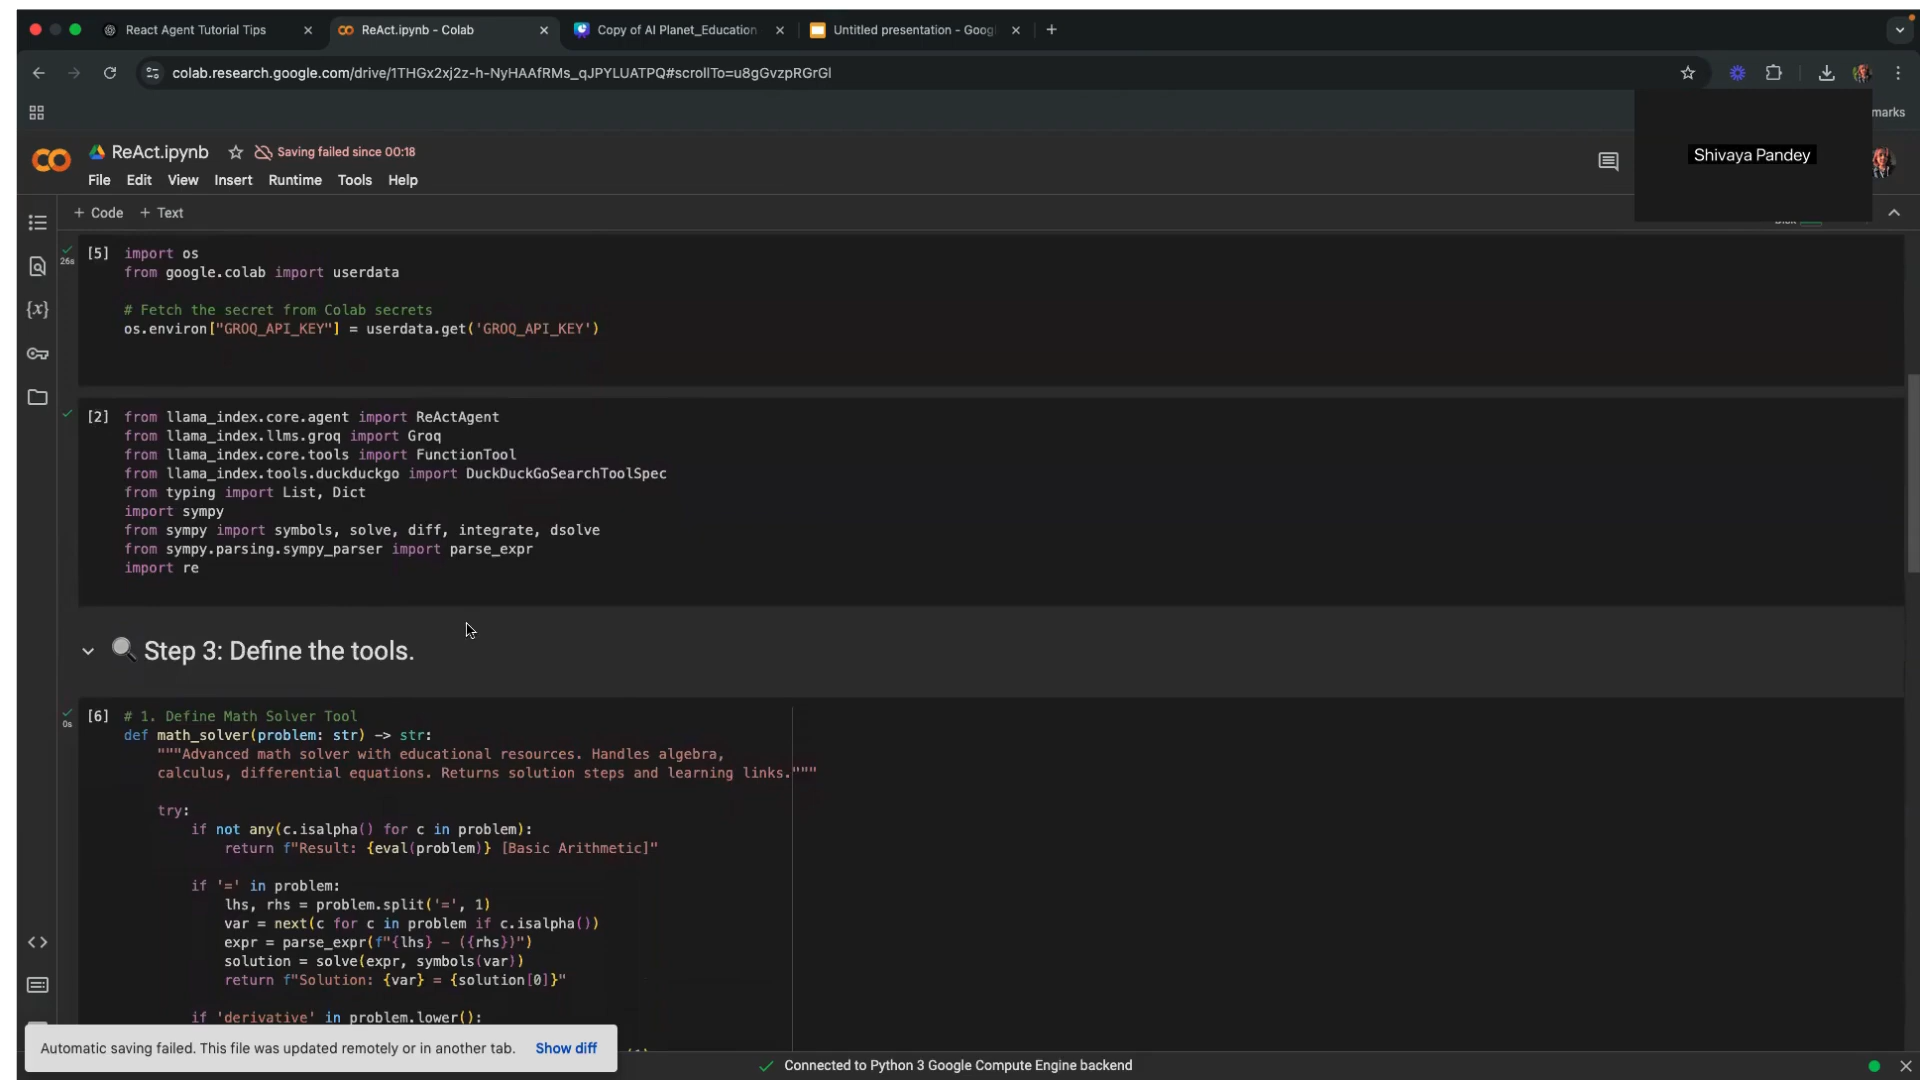 React Agent Tutorial Tips
ReAct.ipynb - Colab
Copy of AI Planet_Education
Untitled presentation - Goog
colab.research.google.com/drive/1THGx2xj2z-h-NyHAAfRMs_qJPYLUATPQ#scrollTo=u8gGvzpRGrGl
marks
ReAct.ipynb
Saving failed since 00:18
Shivaya Pandey
File Edit View Insert Runtime Tools Help
+ Code + Text
[5] import os
26s
from google.colab import userdata
# Fetch the secret from Colab secrets
os.environ["GROQ_API_KEY"] = userdata.get('GROQ_API_KEY')
[2] from llama_index.core.agent import ReActAgent
from llama_index.llms.groq import Groq
from llama_index.core.tools import FunctionTool
from llama_index.tools.duckduckgo import DuckDuckGoSearchToolSpec
from typing import List, Dict
import sympy
from sympy import symbols, solve, diff, integrate, dsolve
from sympy.parsing.sympy_parser import parse_expr
import re
Step 3: Define the tools.
[6] # 1. Define Math Solver Tool
0s
def math_solver(problem: str) -> str:
"""Advanced math solver with educational resources. Handles algebra,
calculus, differential equations. Returns solution steps and learning links."""
try:
if not any(c.isalpha() for c in problem):
return f"Result: {eval(problem)} [Basic Arithmetic]"
if '=' in problem:
lhs, rhs = problem.split('=', 1)
var = next(c for c in problem if c.isalpha())
expr = parse_expr(f"{lhs} - ({rhs})")
solution = solve(expr, symbols(var))
return f"Solution: {var} = {solution[0]}"
if 'derivative' in problem.lower():
Automatic saving failed. This file was updated remotely or in another tab. Show diff
Connected to Python 3 Google Compute Engine backend